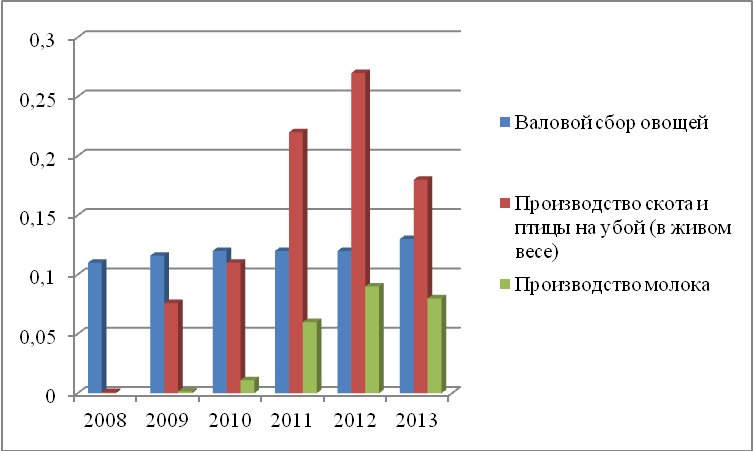 0,3
0,25
0,2
0,15
0,1
0,05
0
2008 2009 2010 2011 2012 2013
Валовой сбор овощей
Производство скота и
птицы на убой (в живом
весе)
Производство молока